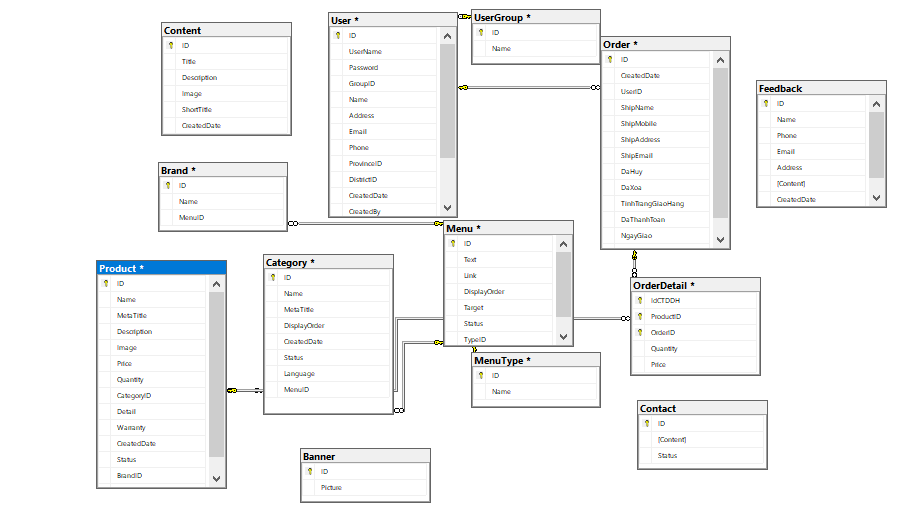 Content
ID
Title
Description
Image
ShortTitle
CreatedDate
User *
ID
UserName
Password
GroupID
Name
Address
Email
Phone
ProvinceID
DistrictID
CreatedDate
CreatedBy
UserGroup *
ID
Name
Order *
ID
CreatedDate
UserID
ShipName
ShipMobile
ShipAddress
ShipEmail
DaHuy
DaXoa
TinhTrangGiaoHang
DaThanhToan
NgayGiao
Feedback
ID
Name
Phone
Email
Address
[Content]
CreatedDate
Brand *
ID
Name
MenuID
Menu *
ID
Text
Link
DisplayOrder
Target
Status
TypeID
Product *
ID
Name
MetaTitle
Description
Image
Price
Quantity
CategoryID
Detail
Warranty
CreatedDate
Status
BrandID
Category *
ID
Name
MetaTitle
DisplayOrder
CreatedDate
Status
Language
MenuID
OrderDetail *
IdCTDDH
ProductID
OrderID
Quantity
Price
MenuType *
ID
Name
Contact
ID
[Content]
Status
Banner
ID
Picture